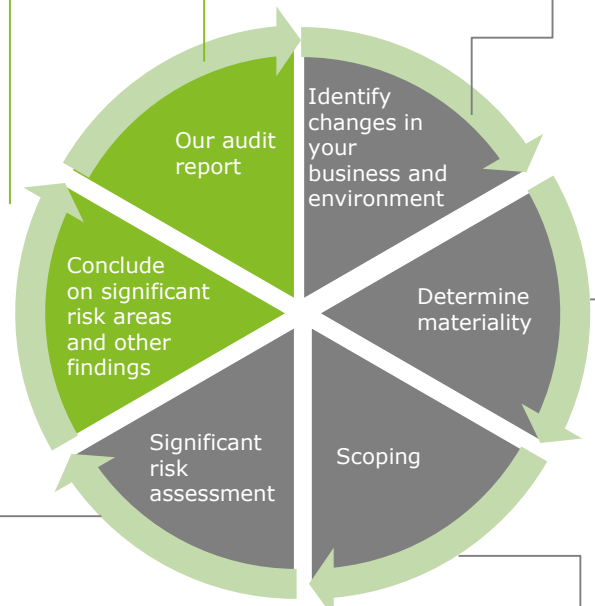 Identify
changes in
your
business and
environment
Determine
materiality
Scoping
Significant
risk
assessment
Conclude
on significant
risk areas
and other
findings
Our audit
report